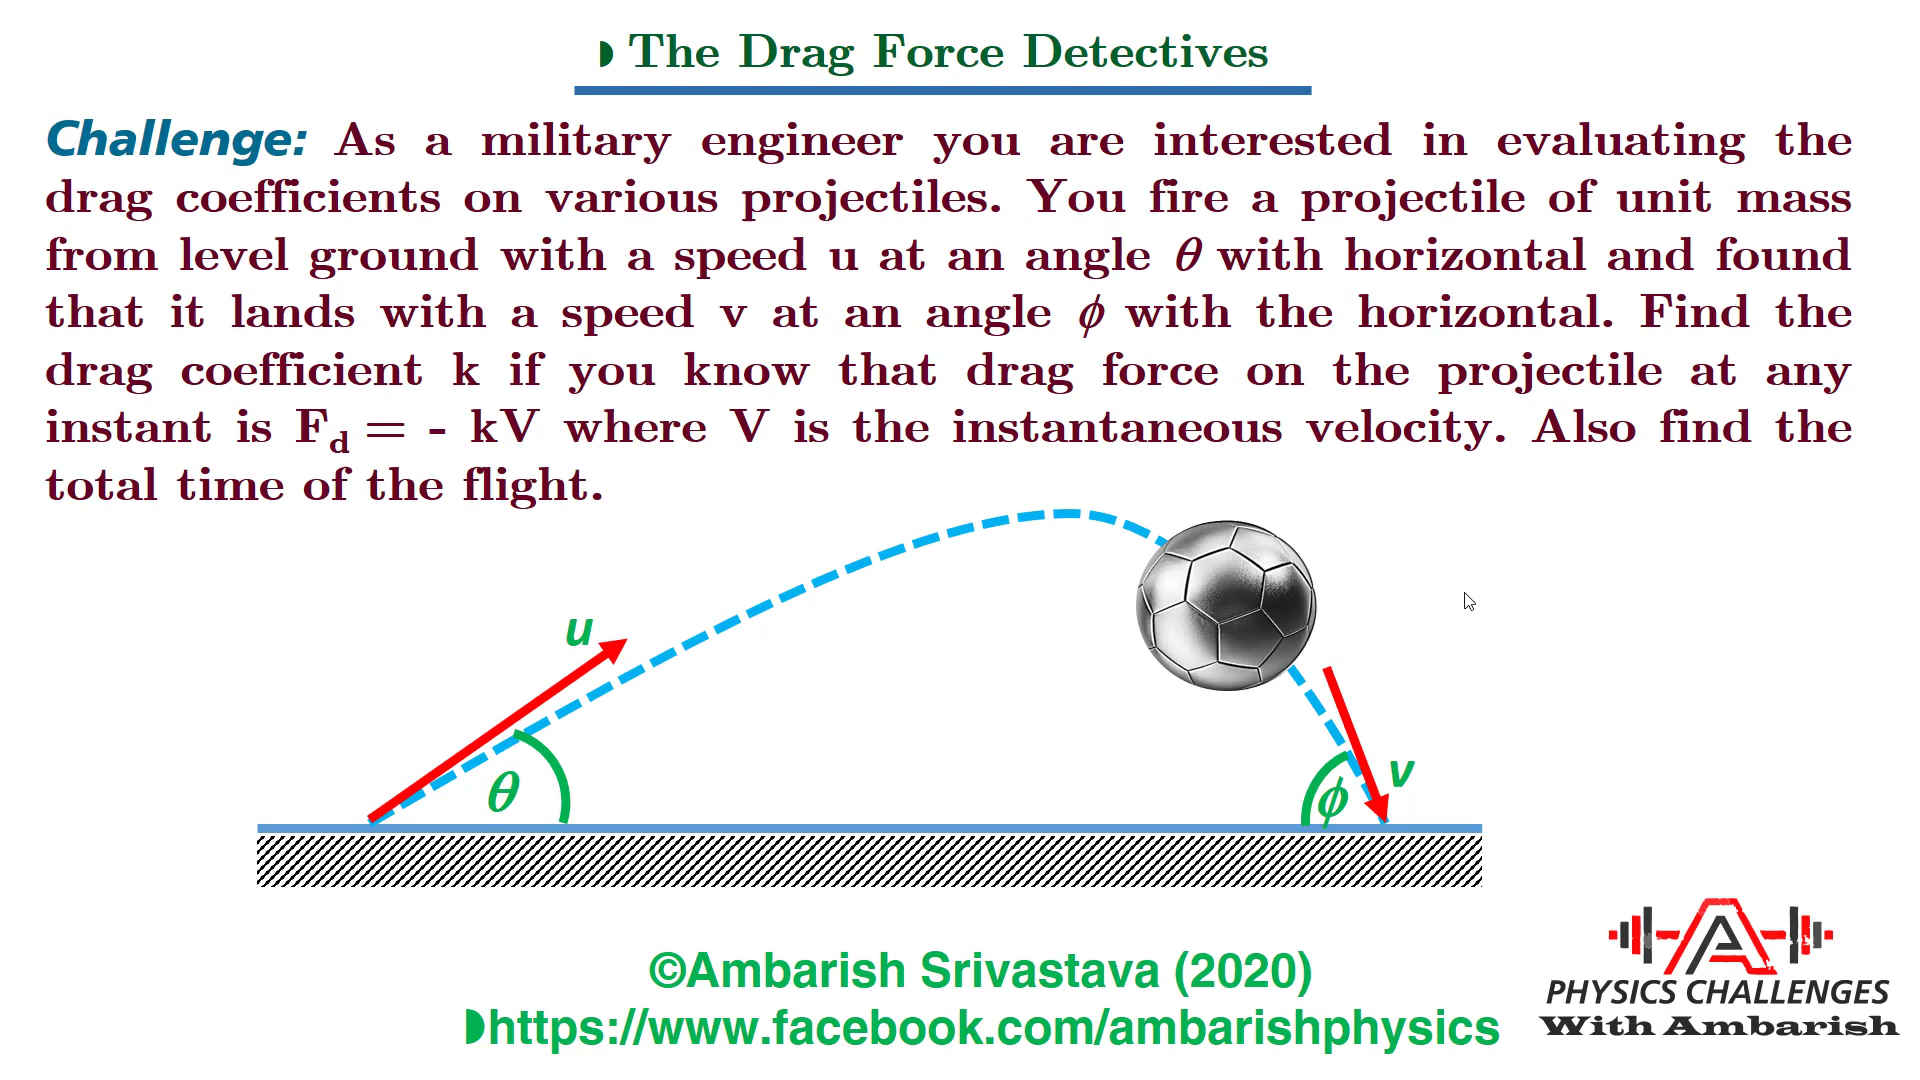 ◗ The Drag Force Detectives
Challenge: As a military engineer you are interested in evaluating the
drag coefficients on various projectiles. You fire a projectile of unit mass
from level ground with a speed u at an angle θ with horizontal and found
that it lands with a speed v at an angle ϕ with the horizontal. Find the
drag coefficient k if you know that drag force on the projectile at any
instant is F_d = - kV where V is the instantaneous velocity. Also find the
total time of the flight.
u
θ
ϕ
v
©Ambarish Srivastava (2020)
◗https://www.facebook.com/ambarishphysics
A
PHYSICS CHALLENGES
With Ambarish